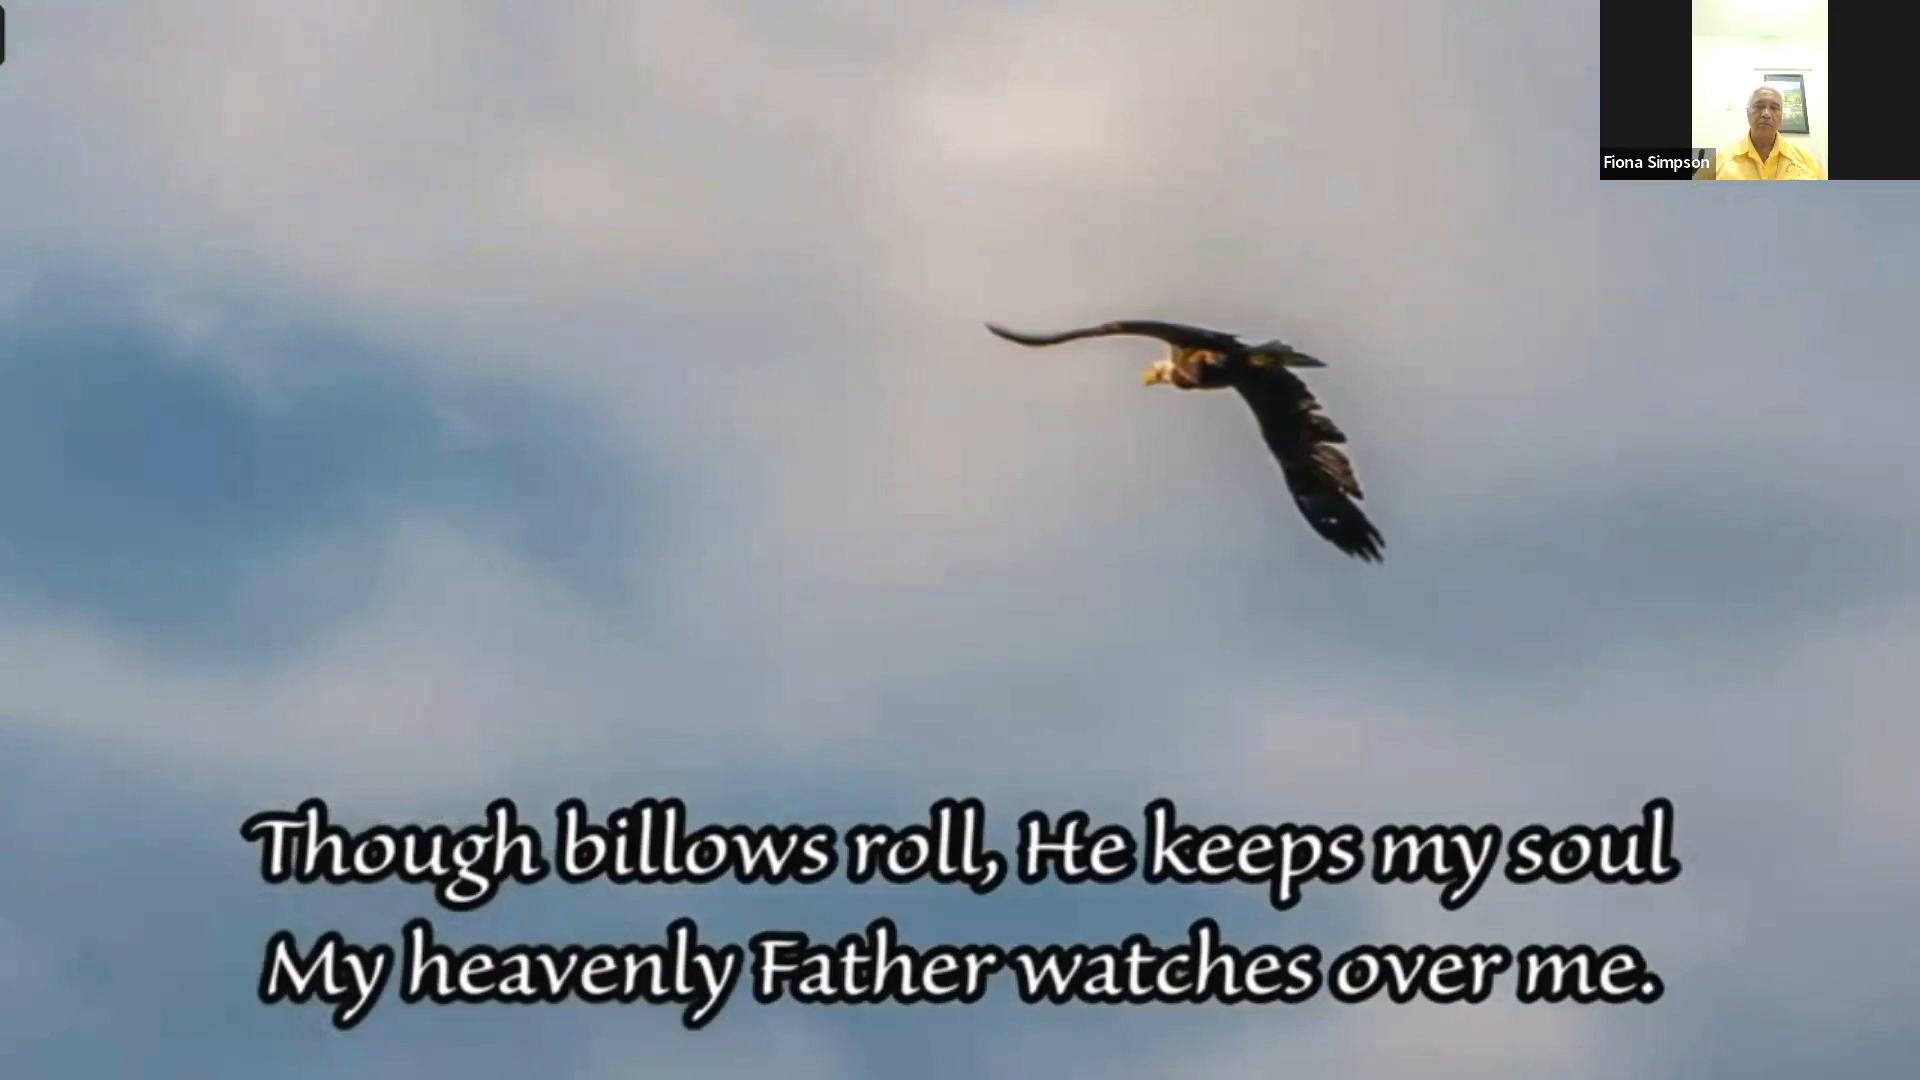 Fiona Simpson
Though billows roll, He keeps my soul
My heavenly Father watches over me.